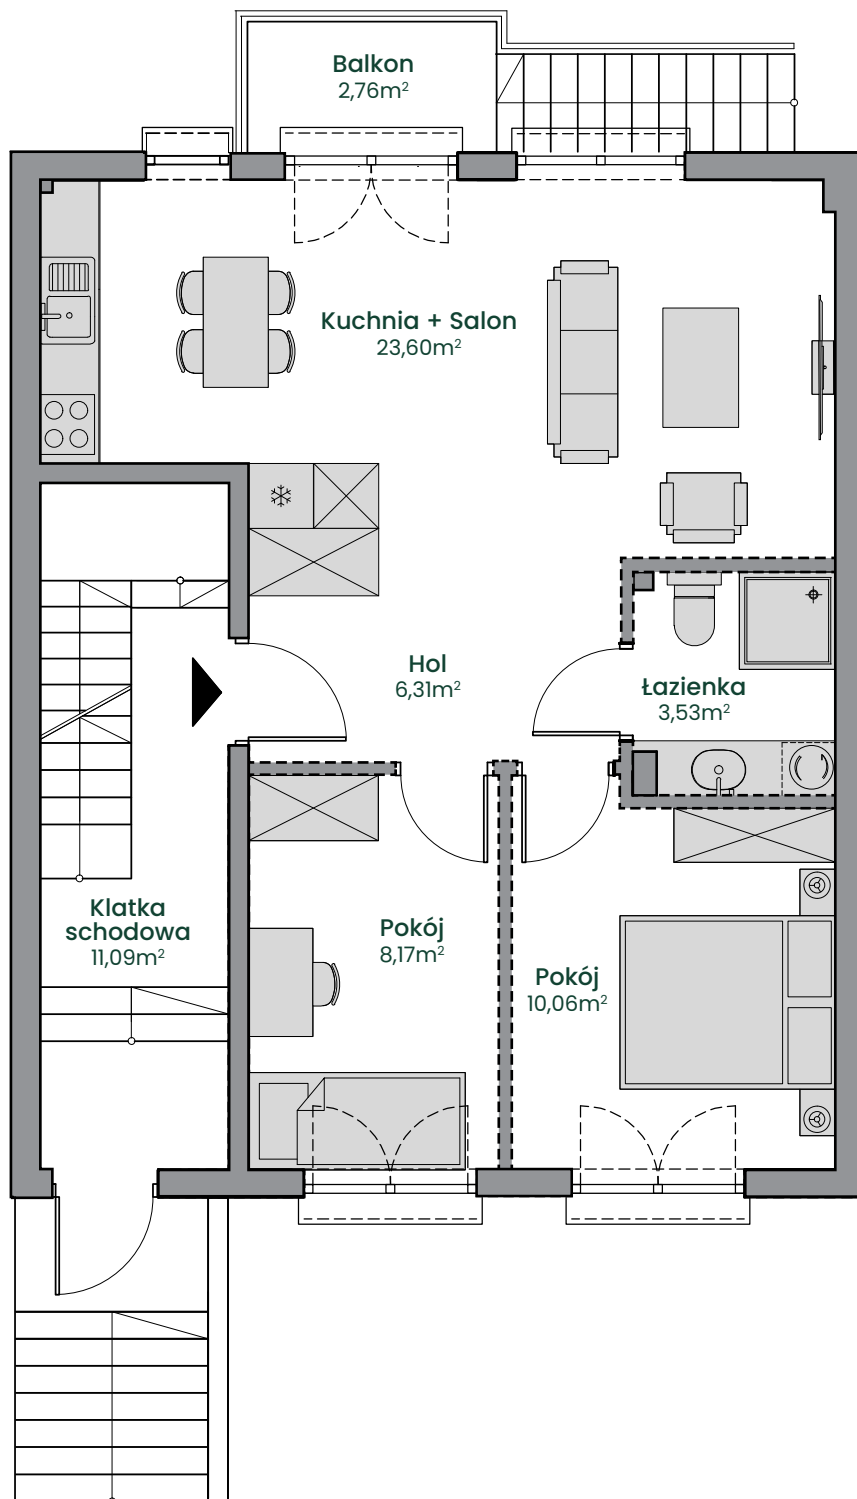 Balkon
2,76m²
Kuchnia + Salon
23,60m²
Hol
6,31m²
Łazienka
3,53m²
Klatka
schodowa
11,09m²
Pokój
8,17m²
Pokój
10,06m²